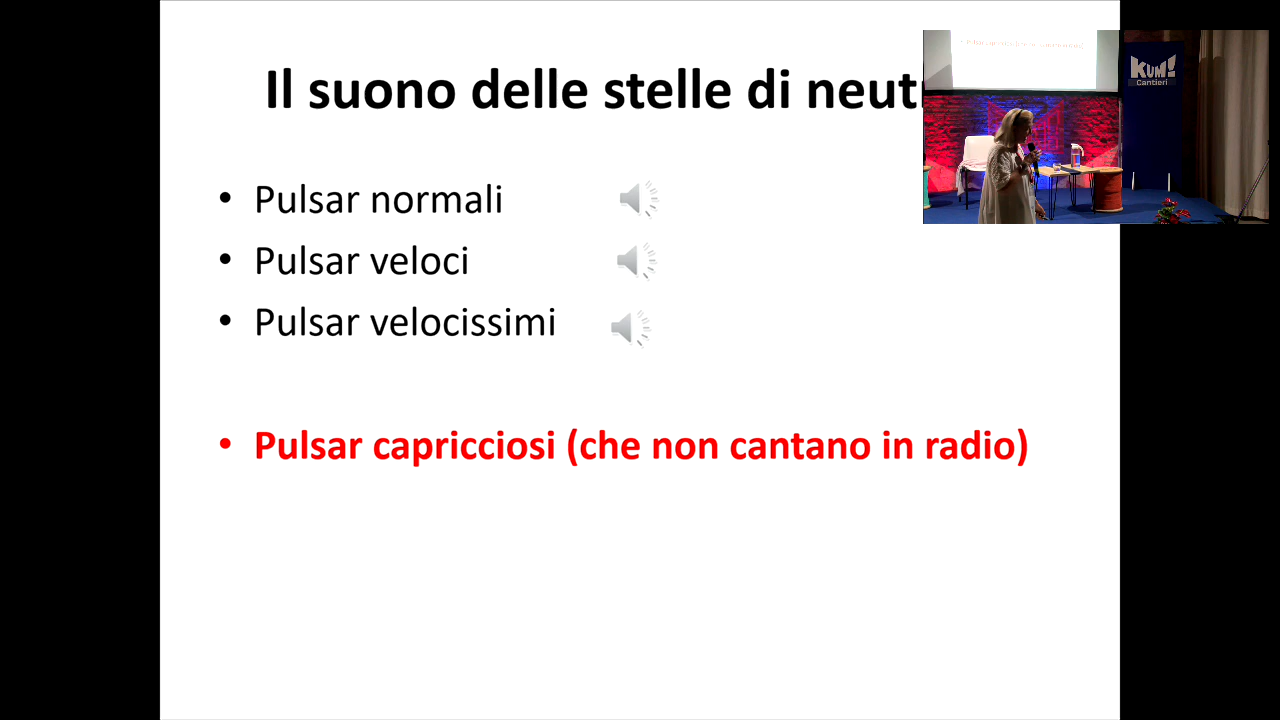 Il suono delle stelle di neut
KUM!
Cantieri
• Pulsar normali
• Pulsar veloci
• Pulsar velocissimi
• Pulsar capricciosi (che non cantano in radio)